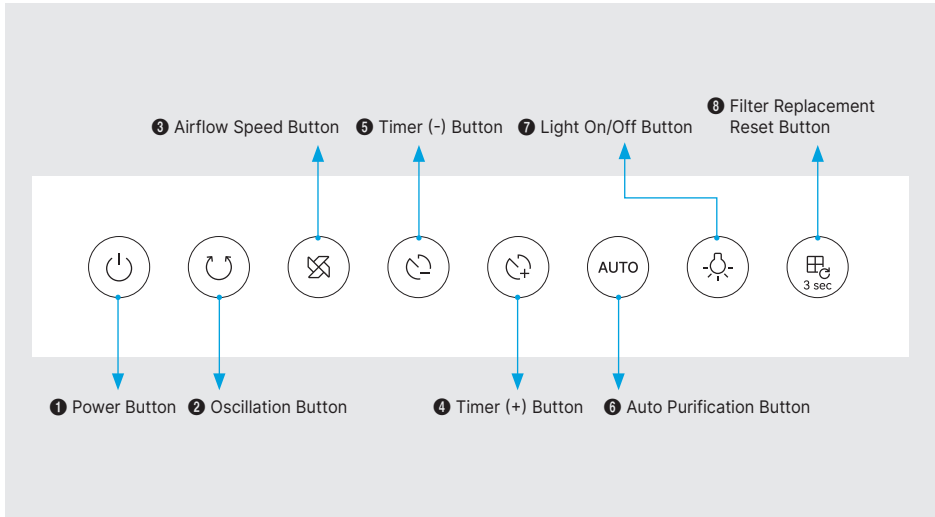 ❽ Filter Replacement
Reset Button
❸ Airflow Speed Button
❺ Timer (-) Button
❼ Light On/Off Button
AUTO
3 sec
❶ Power Button
❷ Oscillation Button
❹ Timer (+) Button
❻ Auto Purification Button